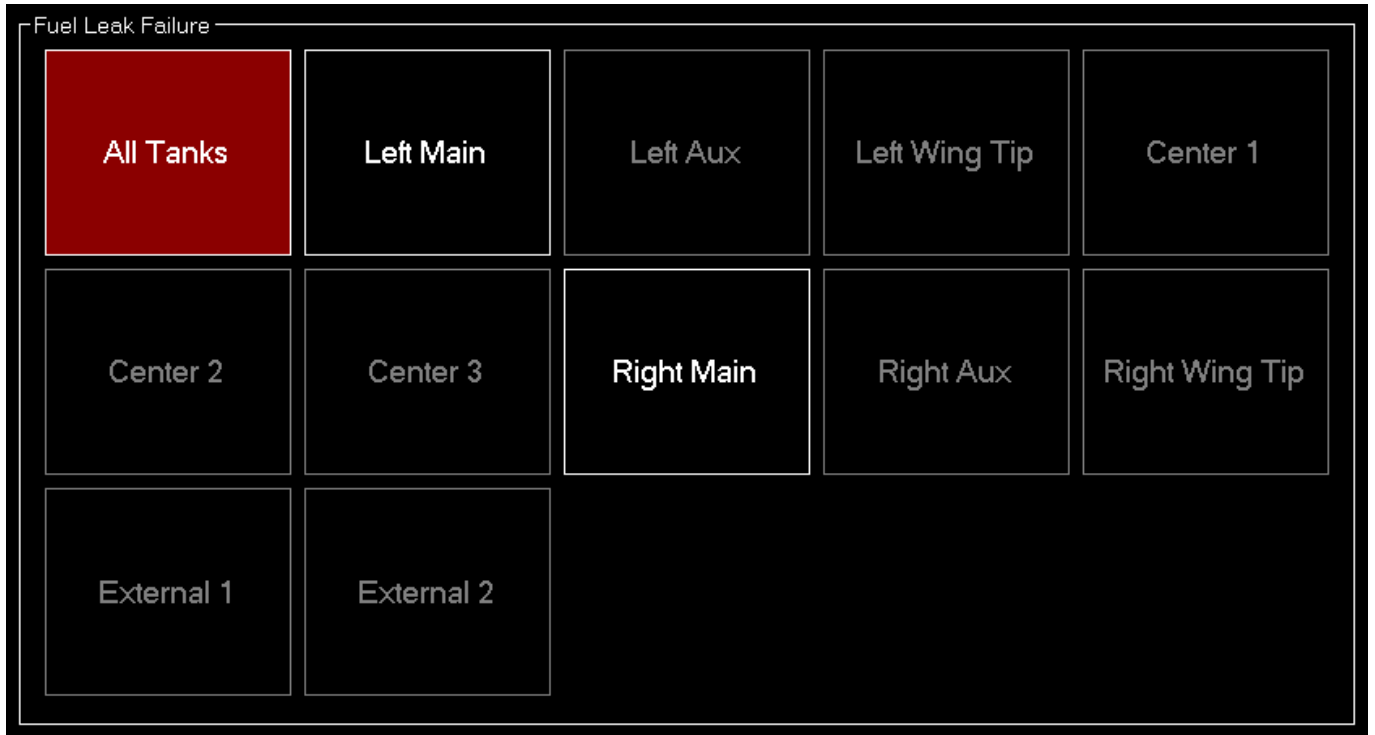 Fuel Leak Failure
All Tanks
Left Main
Left Aux
Left Wing Tip
Center 1
Center 2
Center 3
Right Main
Right Aux
Right Wing Tip
External 1
External 2